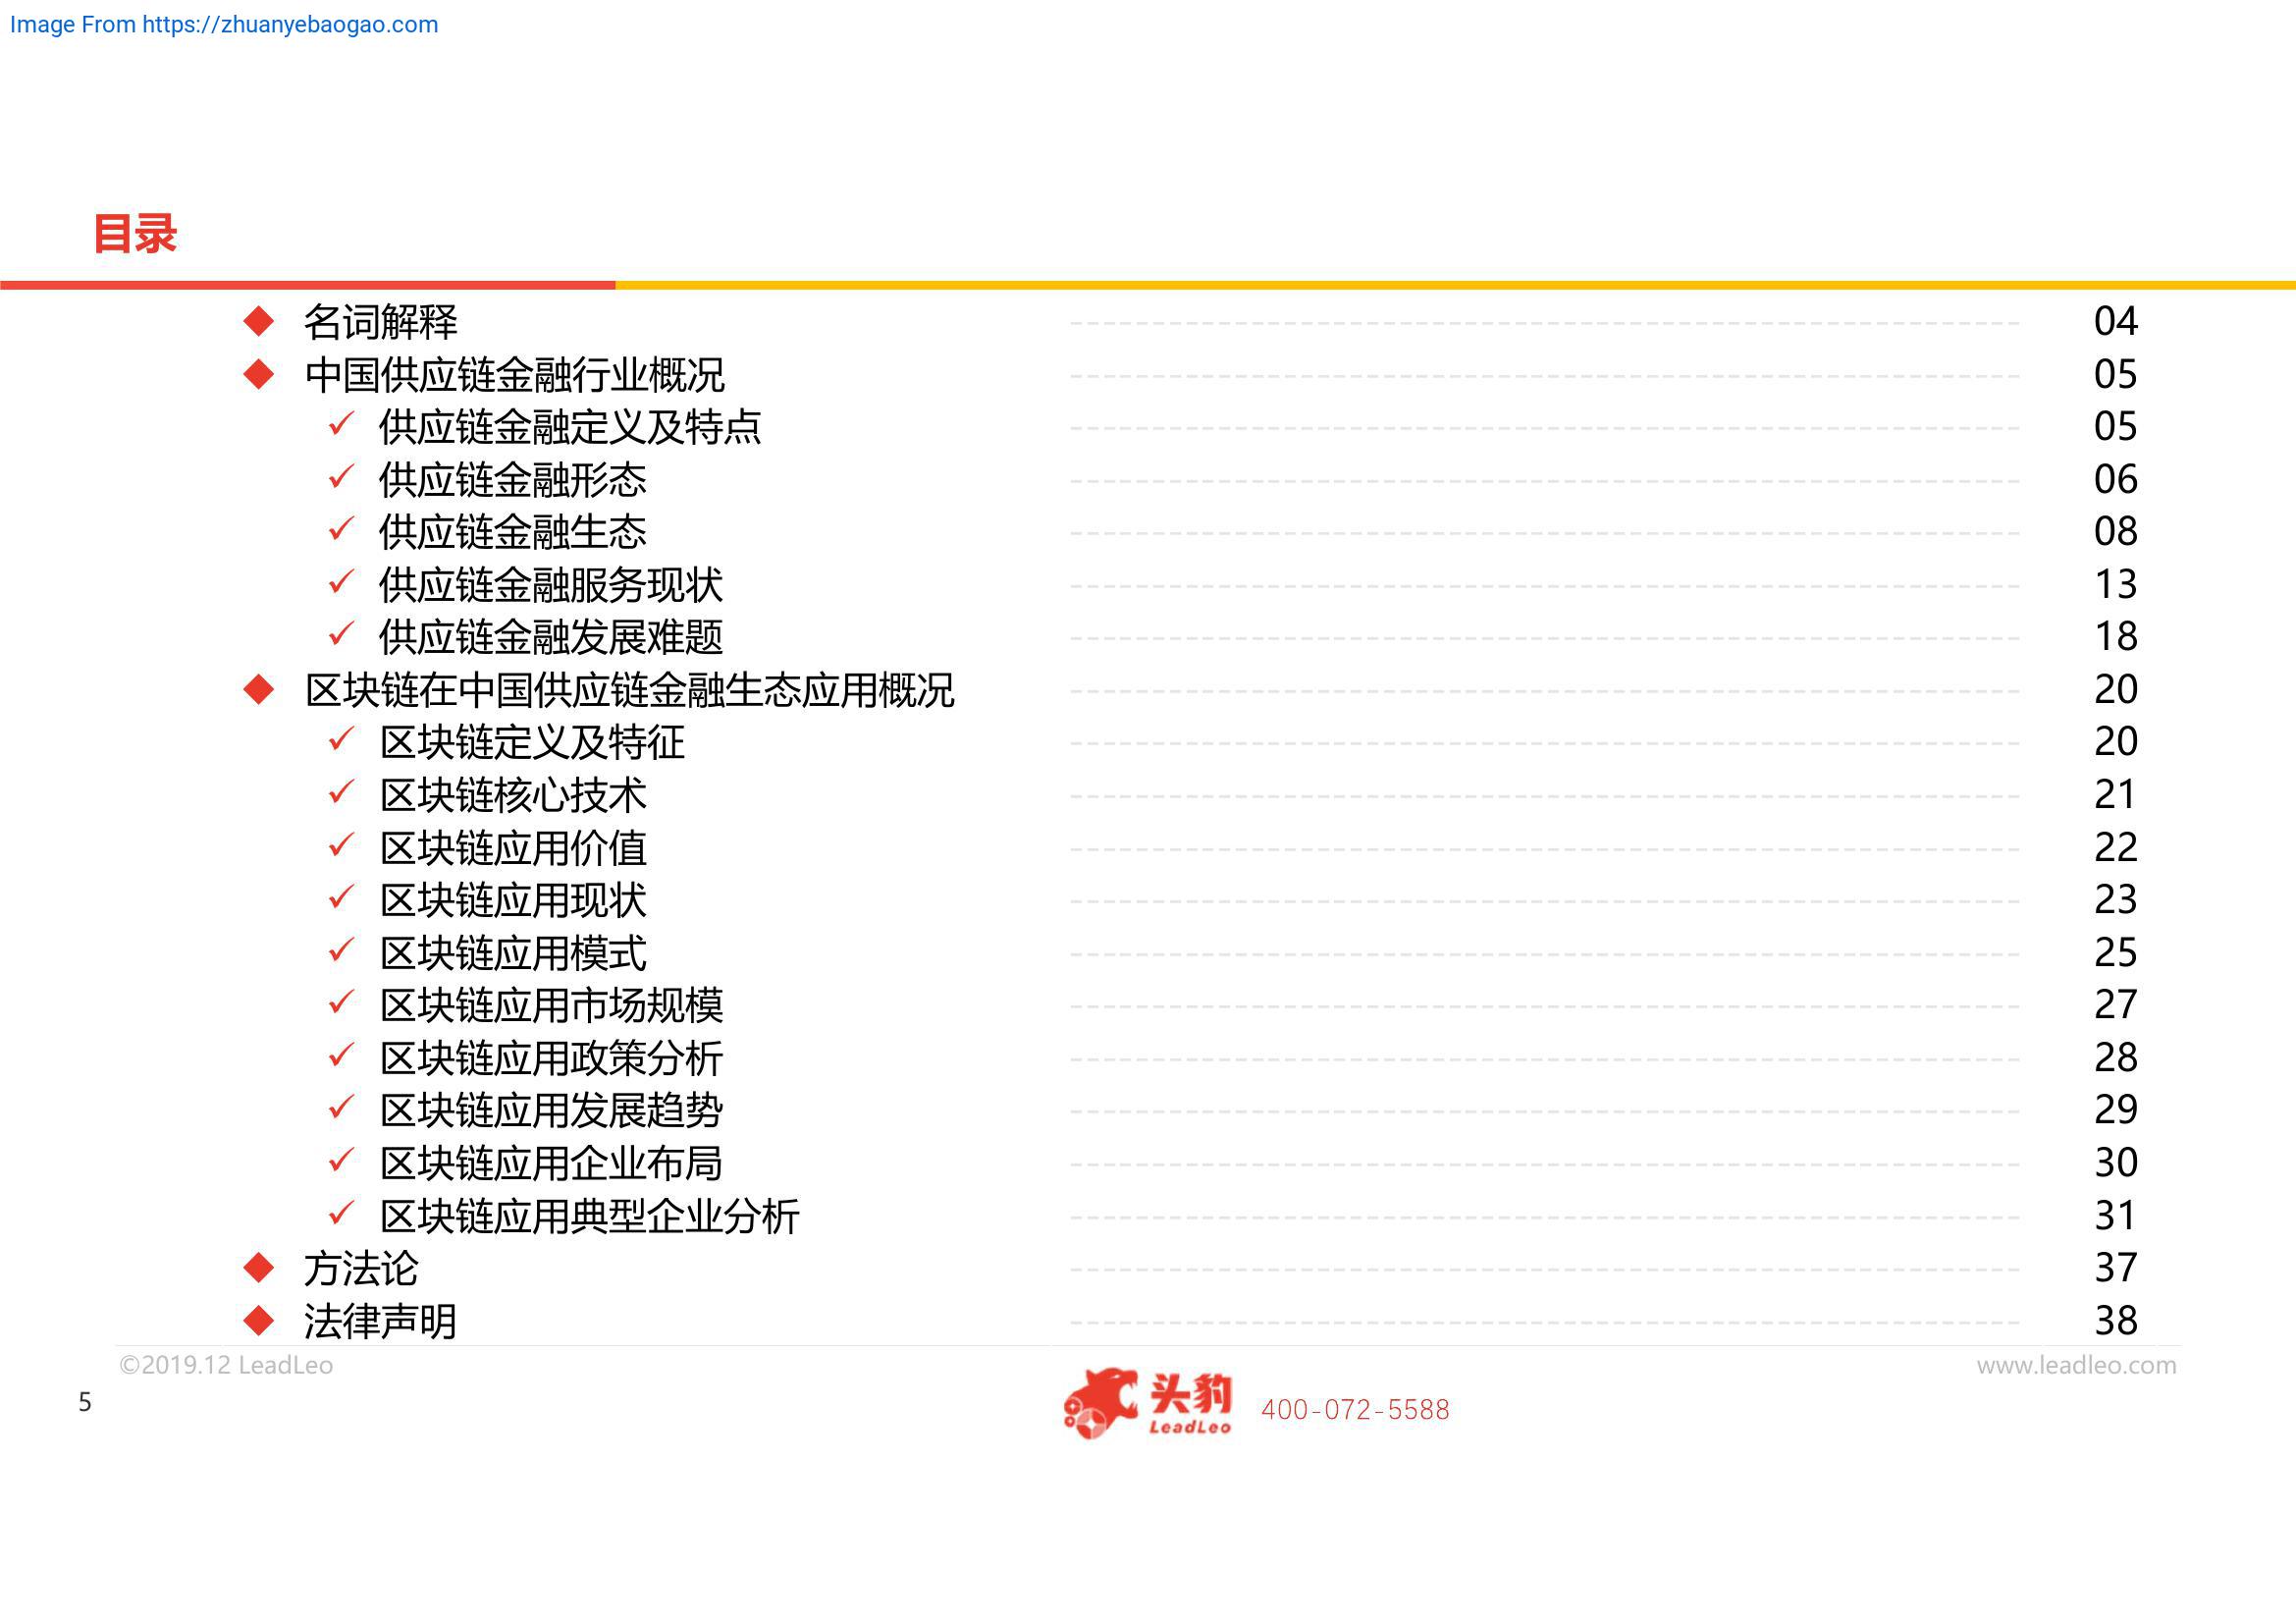 Image From https://zhuanyebaogao.com
目录
名词解释 04
中国供应链金融行业概况 05
供应链金融定义及特点 05
供应链金融形态 06
供应链金融生态 08
供应链金融服务现状 13
供应链金融发展难题 18
区块链在中国供应链金融生态应用概况 20
区块链定义及特征 20
区块链核心技术 21
区块链应用价值 22
区块链应用现状 23
区块链应用模式 25
区块链应用市场规模 27
区块链应用政策分析 28
区块链应用发展趋势 29
区块链应用企业布局 30
区块链应用典型企业分析 31
方法论 37
法律声明 38
©2019.12 LeadLeo
www.leadleo.com
5
头豹
LeadLeo
400-072-5588